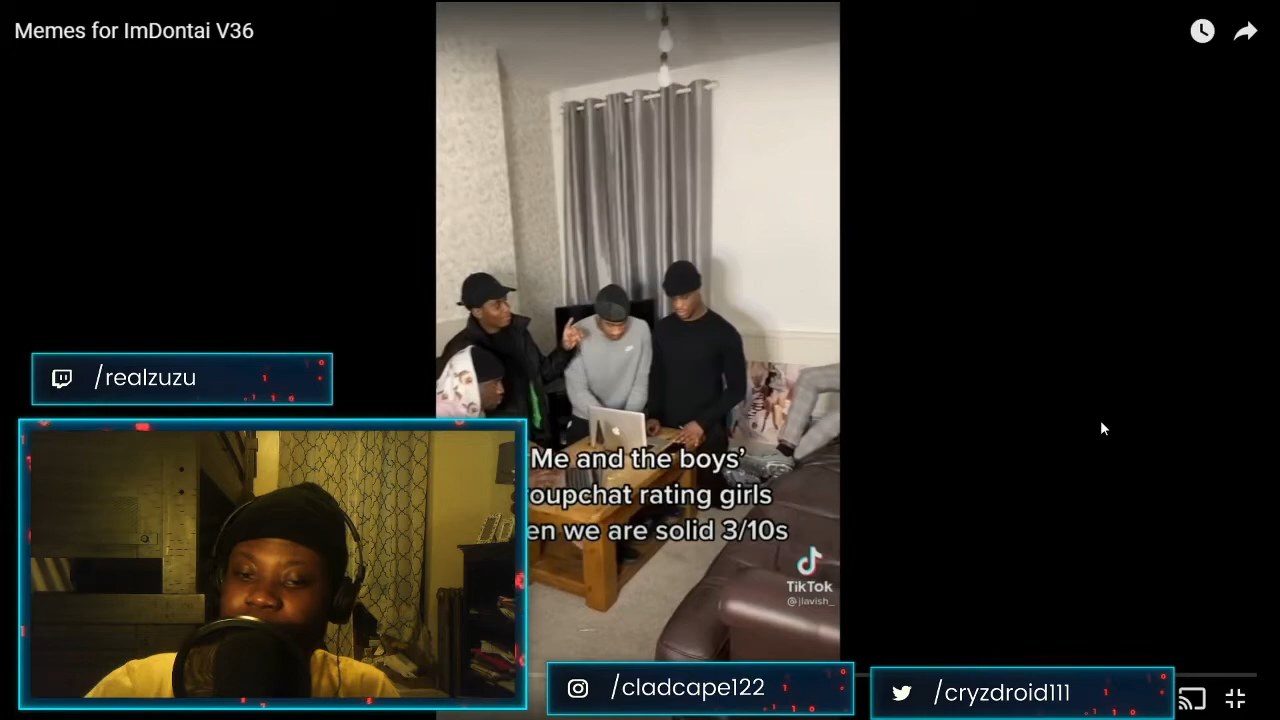 Memes for ImDontai V36
/realzuzu
Me and the boys'
oupchat rating girls
en we are solid 3/10s
TikTok
@jlavish_
/cladcape122
/cryzdroid111